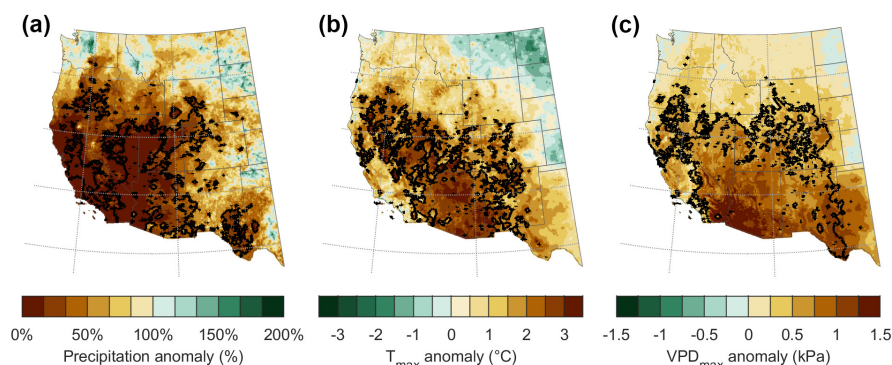 (a) (b) (c)
0% 50% 100% 150% 200%
Precipitation anomaly (%)
-3 -2 -1 0 1 2 3
Tmax anomaly (°C)
-1.5 -1 -0.5 0 0.5 1 1.5
VPDmax anomaly (kPa)